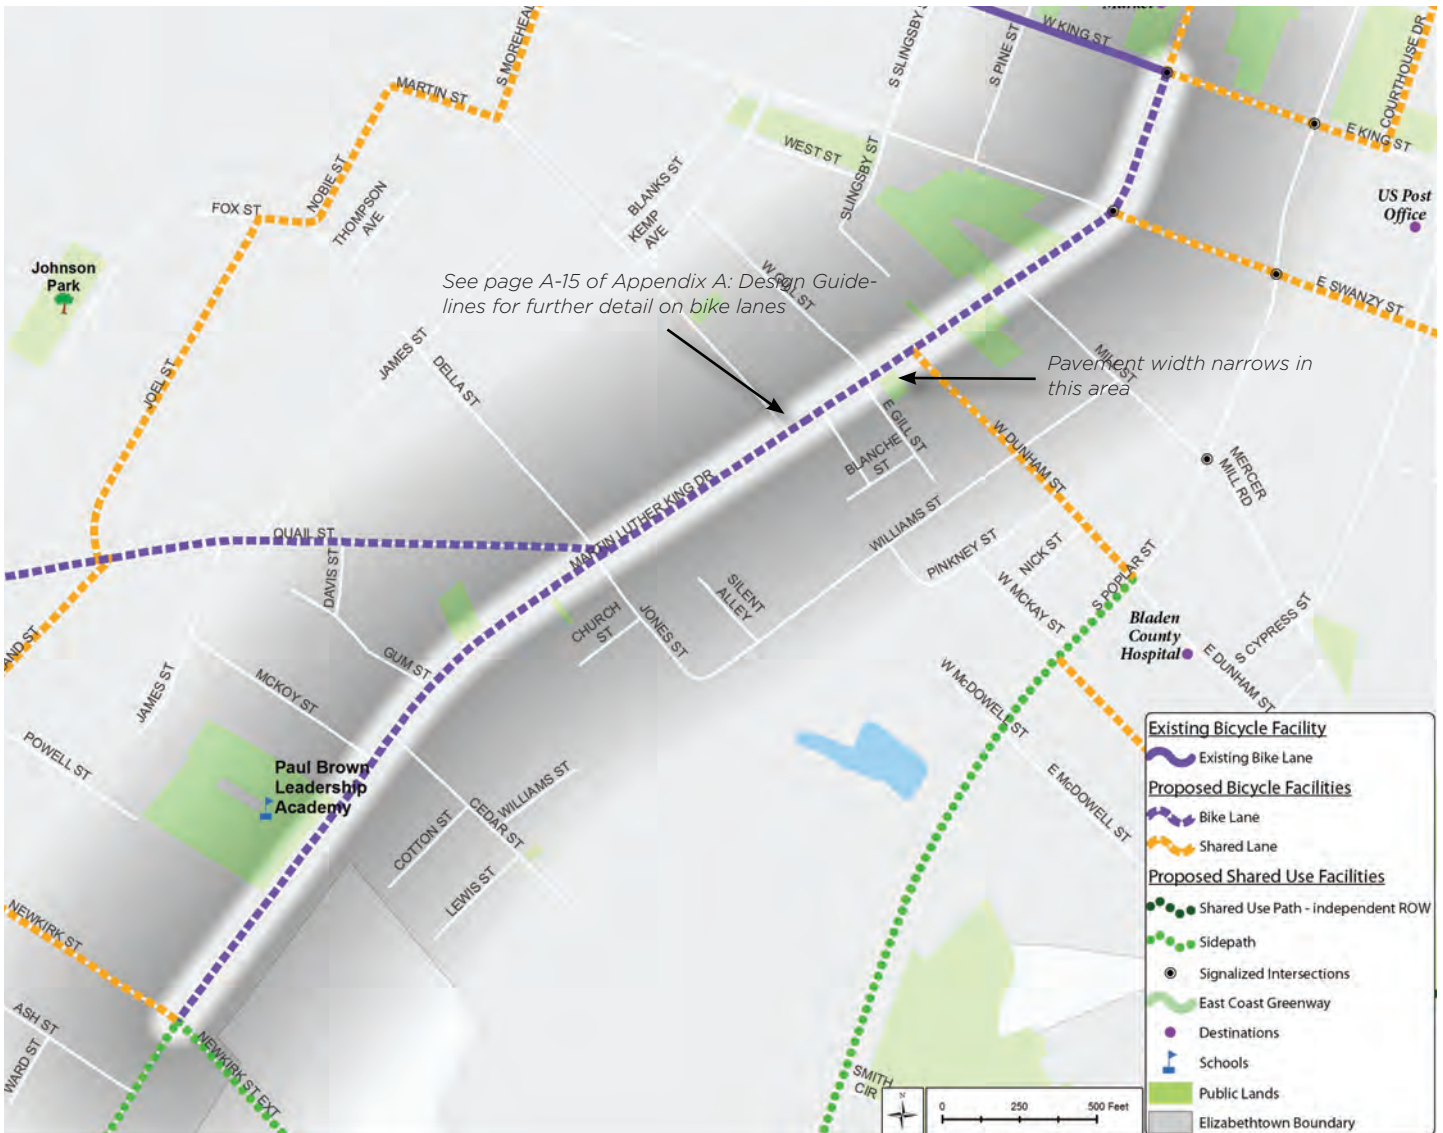 Market
W KING ST
S MOREHEAD
S SLINGSBY
S PINE ST
COURTHOUSE DR
MARTIN ST
E KING ST
WEST ST
SLINGSBY ST
BLANKS ST
KEMP
AVE
NOBIE ST
THOMPSON
AVE
FOX ST
US Post
Office
Johnson
Park
See page A-15 of Appendix A: Design Guide-
lines for further detail on bike lanes
W GILL ST
E SWANZY ST
JAMES ST
DELLA ST
JOEL ST
MILL ST
Pavement width narrows in
this area
E GILL ST
BLANCHE
ST
W DUNHAM ST
MERCER
MILL RD
MARTIN LUTHER KING DR
WILLIAMS ST
QUAIL ST
DAVIS ST
PINKNEY ST
NICK ST
W MCKAY ST
S POPLAR ST
SILENT
ALLEY
CHURCH
ST
JONES ST
Bladen
County
Hospital
S CYPRESS ST
E DUNHAM ST
AND ST
GUM ST
MCKOY ST
JAMES ST
W McDOWELL ST
E McDOWELL ST
POWELL ST
Paul Brown
Leadership
Academy
WILLIAMS ST
CEDAR ST
COTTON ST
LEWIS ST
NEWKIRK ST
ASH ST
WARD ST
NEWKIRK ST EXT
SMITH
CIR
Existing Bicycle Facility
Existing Bike Lane
Proposed Bicycle Facilities
Bike Lane
Shared Lane
Proposed Shared Use Facilities
Shared Use Path - independent ROW
Sidepath
Signalized Intersections
East Coast Greenway
Destinations
Schools
Public Lands
Elizabethtown Boundary
N
0 250 500 Feet